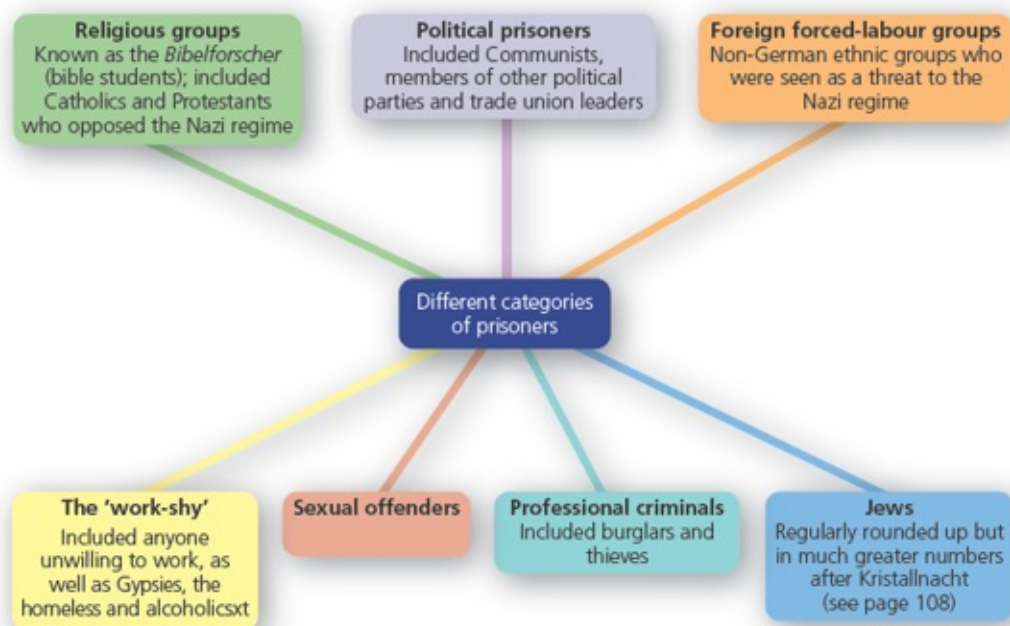 Religious groups
Known as the Bibelforscher
(bible students); included
Catholics and Protestants
who opposed the Nazi regime
Political prisoners
Included Communists,
members of other political
parties and trade union leaders
Foreign forced-labour groups
Non-German ethnic groups who
were seen as a threat to the
Nazi regime
Different categories
of prisoners
The 'work-shy'
Included anyone
unwilling to work, as
well as Gypsies, the
homeless and alcoholicsxt
Sexual offenders
Professional criminals
Included burglars and
thieves
Jews
Regularly rounded up but
in much greater numbers
after Kristallnacht
(see page 108)